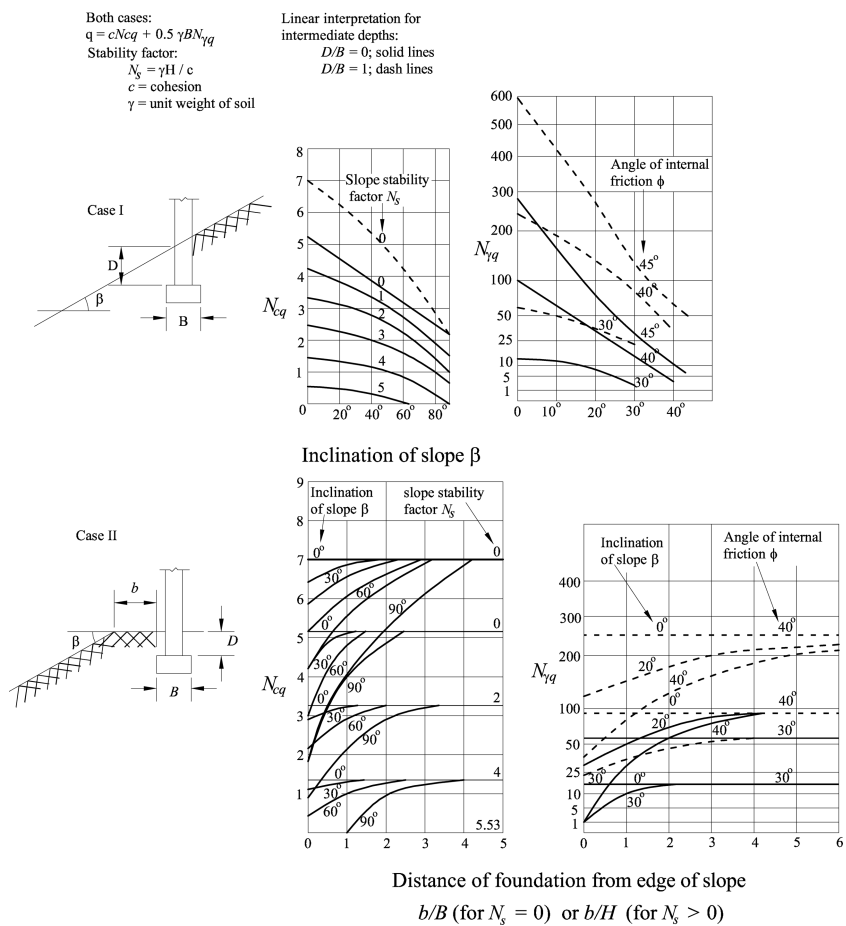 Both cases:
q = cNcq + 0.5 γBNγq
Stability factor:
Ns = γH / c
c = cohesion
γ = unit weight of soil
Linear interpretation for
intermediate depths:
D/B = 0; solid lines
D/B = 1; dash lines
Case I
D
β
B
Ncq
8
7
6
5
4
3
2
1
0
20°
40°
60°
80°
Slope stability
factor Ns
0
0
1
2
3
4
5
Nγq
600
500
400
300
200
100
50
25
10
5
1
0
10°
20°
30°
40°
Angle of internal
friction ϕ
45°
40°
30°
45°
40°
30°
Inclination of slope β
Case II
b
β
D
B
Ncq
9
8
7
6
5
4
3
2
1
0
0
1
2
3
4
5
Inclination
of slope β
slope stability
factor Ns
0°
0
30°
60°
90°
0°
0
30°
60°
90°
0°
2
30°
60°
90°
0°
4
30°
60°
90°
5.53
Nγq
400
300
200
100
50
25
10
5
1
0
1
2
3
4
5
6
Inclination
of slope β
Angle of internal
friction ϕ
0°
40°
20°
40°
0°
40°
20°
40°
30°
30°
0°
30°
30°
Distance of foundation from edge of slope
b/B (for Ns = 0) or b/H (for Ns > 0)